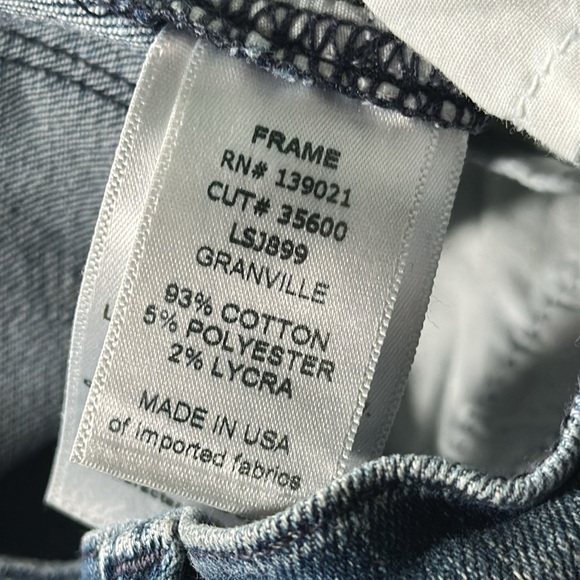 FRAME
RN# 139021
CUT# 35600
LSJ899
GRANVILLE
93% COTTON
5% POLYESTER
2% LYCRA
MADE IN USA
of imported fabrics